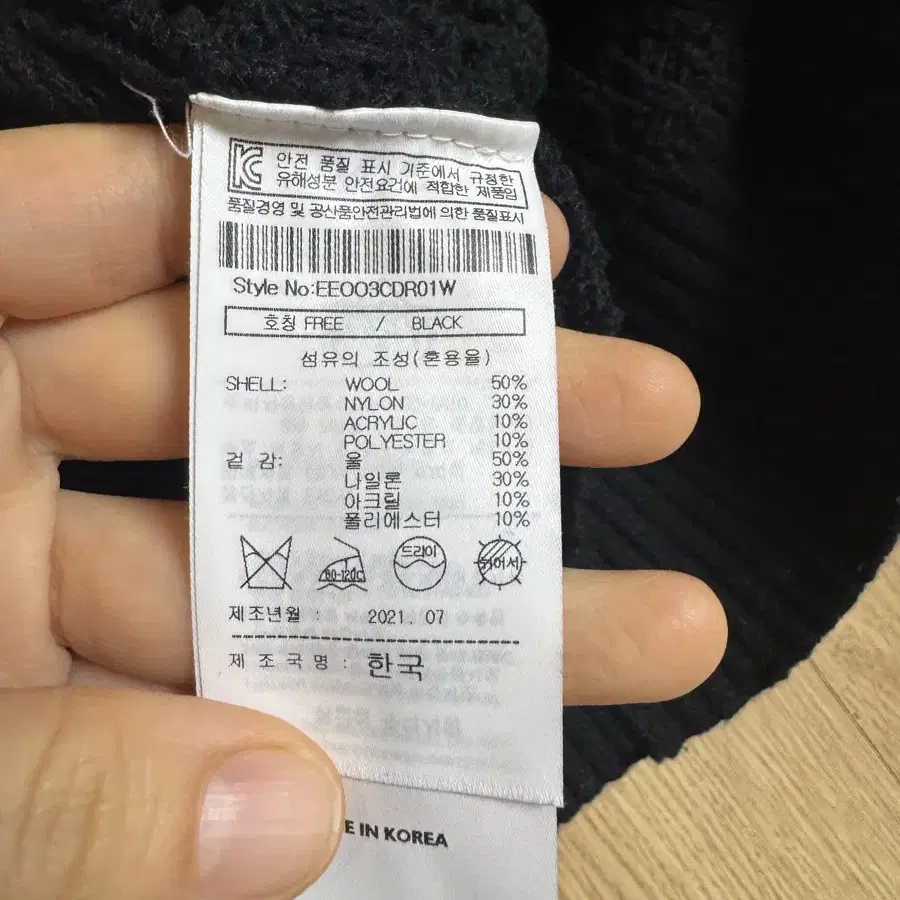 KC 안전 품질 표시 기준에서 규정한
유해성분 안전요건에 적합한 제품임
품질경영 및 공산품안전관리법에 의한 품질표시
Style No:EE003CDR01W
호칭 FREE / BLACK
섬유의 조성(혼용율)
SHELL: WOOL 50%
NYLON 30%
ACRYLIC 10%
POLYESTER 10%
겉 감: 울 50%
나일론 30%
아크릴 10%
폴리에스터 10%
80-120℃ 드라이 뉘어서
제조년월 : 2021. 07
제 조 국 명 : 한국
E IN KOREA